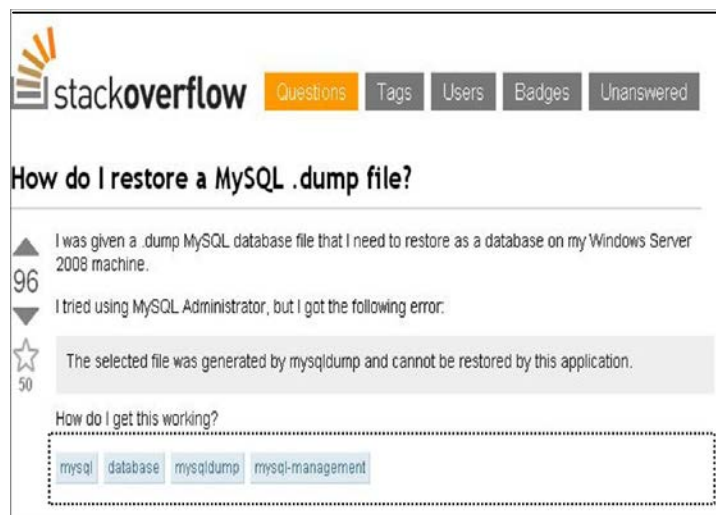 stackoverflow
Questions Tags Users Badges Unanswered
How do I restore a MySQL .dump file?
I was given a .dump MySQL database file that I need to restore as a database on my Windows Server
2008 machine.
96
I tried using MySQL Administrator, but I got the following error:
The selected file was generated by mysqldump and cannot be restored by this application.
50
How do I get this working?
mysql database mysqldump mysql-management